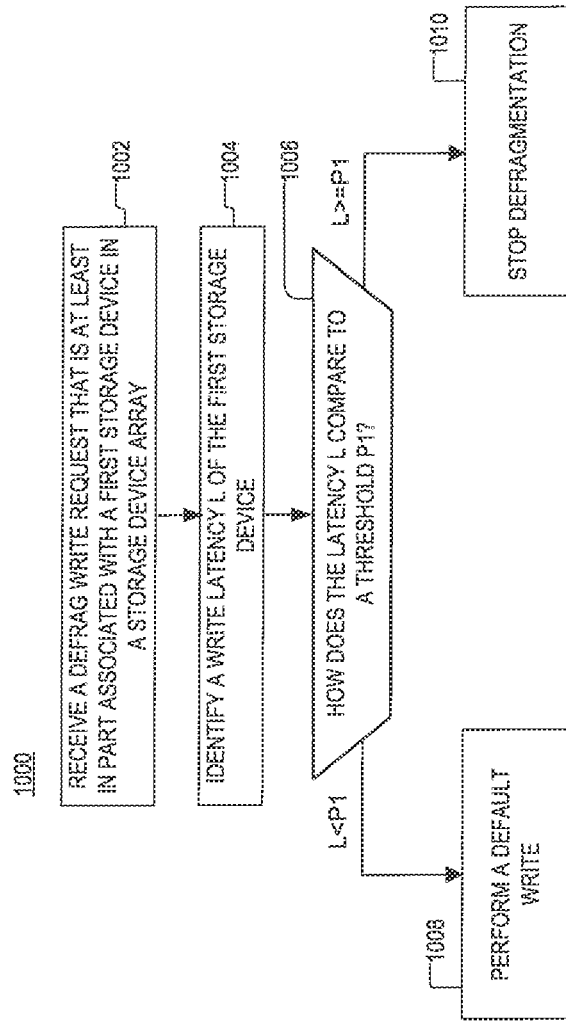 1000
RECEIVE A DEFRAG WRITE REQUEST THAT IS AT LEAST
IN PART ASSOCIATED WITH A FIRST STORAGE DEVICE IN
A STORAGE DEVICE ARRAY
1002
IDENTIFY A WRITE LATENCY L OF THE FIRST STORAGE
DEVICE
1004
HOW DOES THE LATENCY L COMPARE TO
A THRESHOLD P1?
1006
L<P1
L>=P1
1008
PERFORM A DEFAULT
WRITE
1010
STOP DEFRAGMENTATION